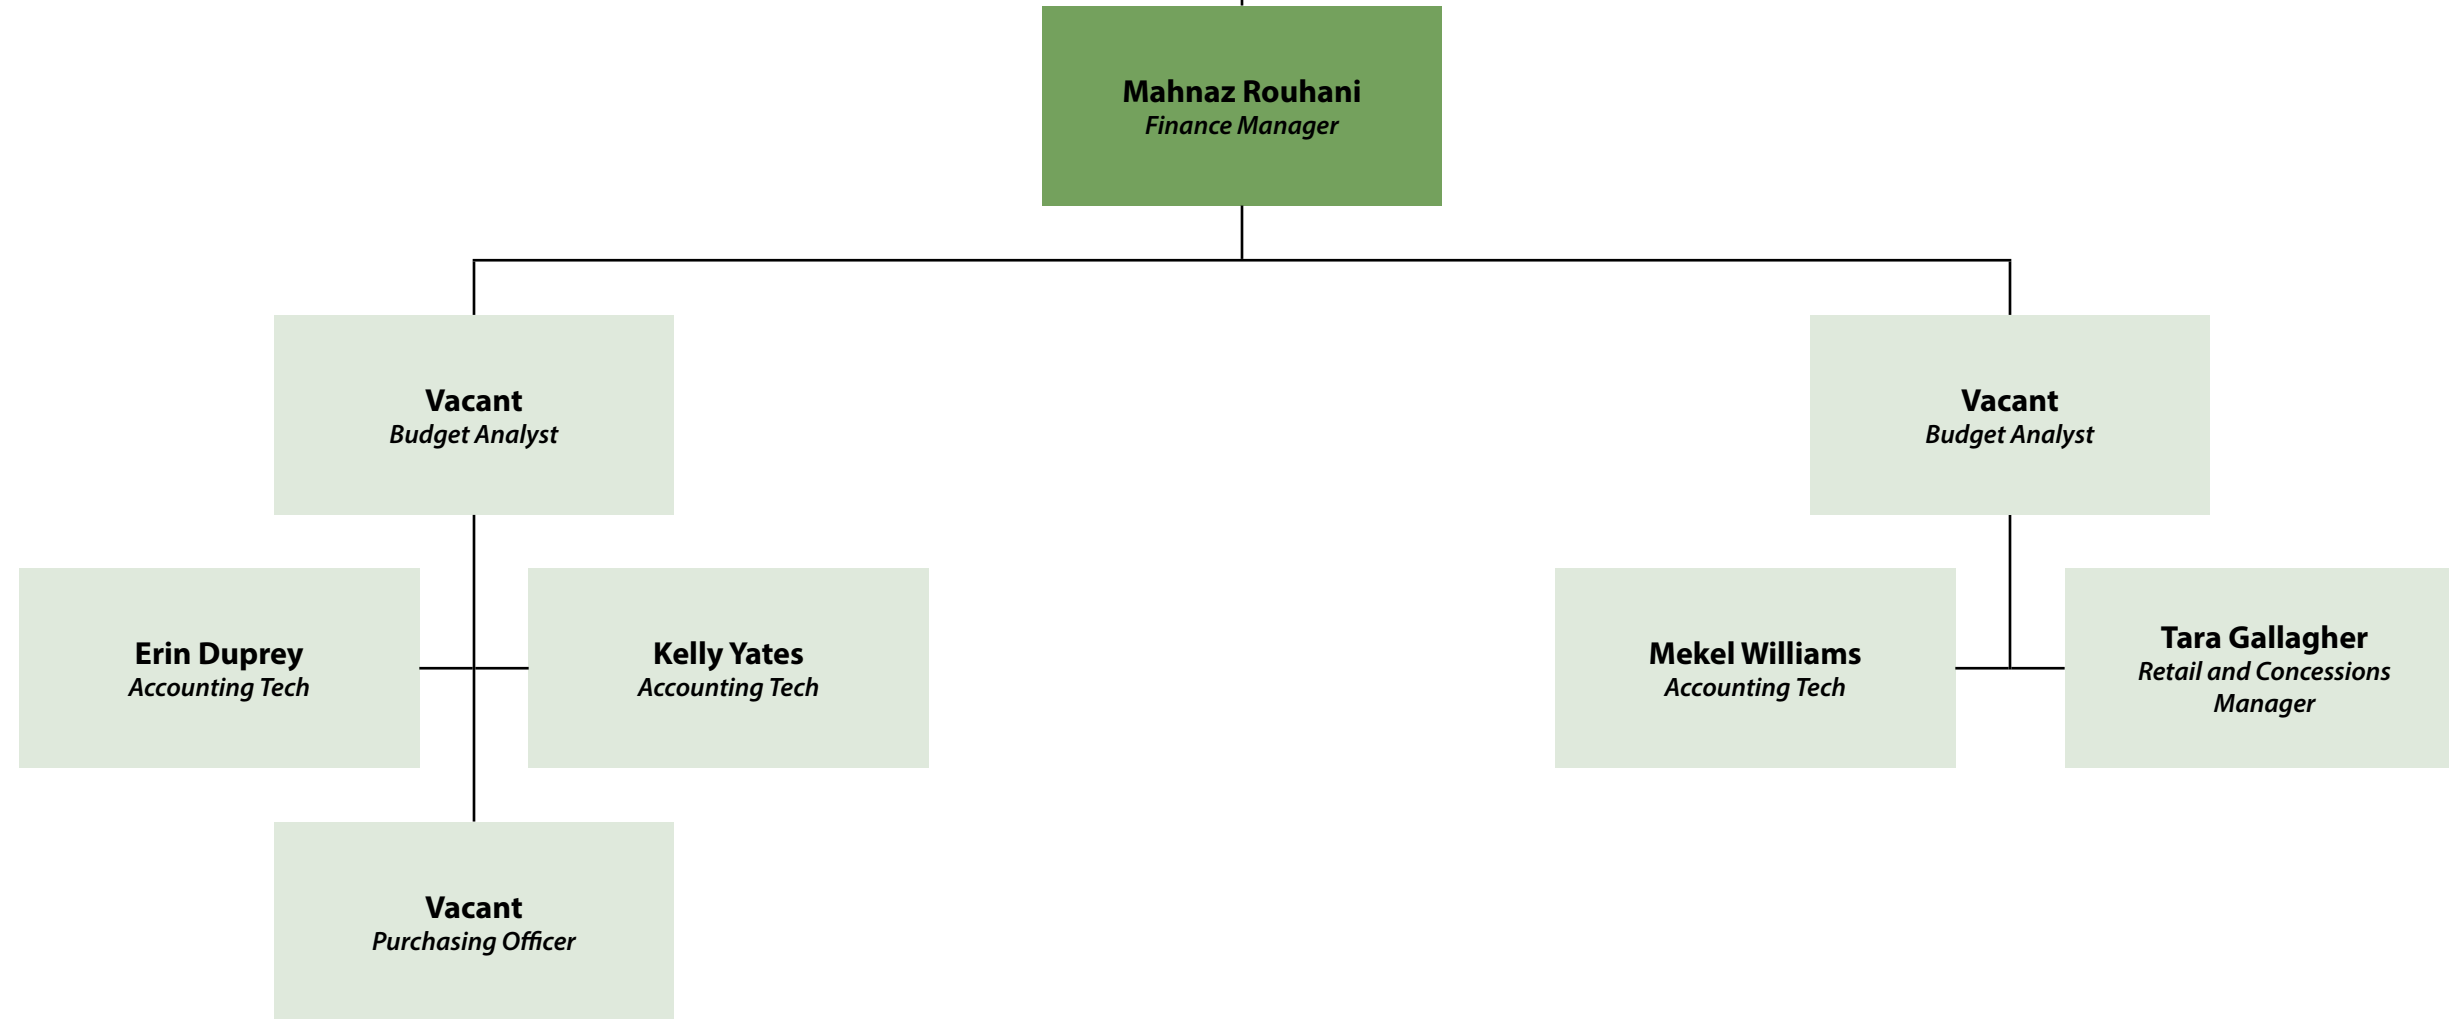 Mahnaz Rouhani
Finance Manager
Vacant
Budget Analyst
Vacant
Budget Analyst
Erin Duprey
Accounting Tech
Kelly Yates
Accounting Tech
Mekel Williams
Accounting Tech
Tara Gallagher
Retail and Concessions
Manager
Vacant
Purchasing Officer